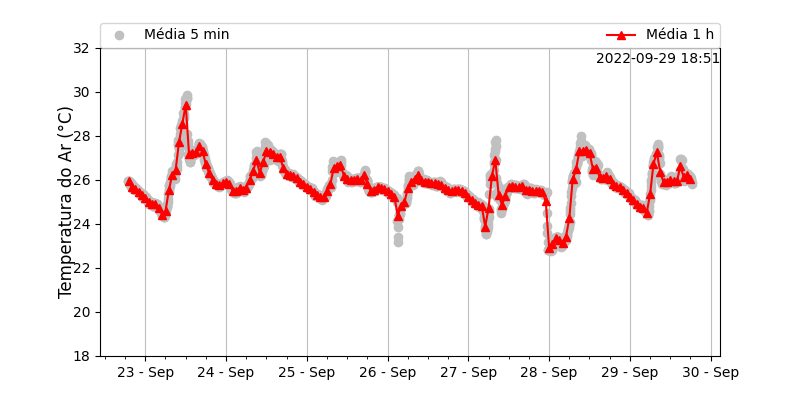 Média 5 min
Média 1 h
2022-09-29 18:51
Temperatura do Ar (°C)
32
30
28
26
24
22
20
18
23 - Sep
24 - Sep
25 - Sep
26 - Sep
27 - Sep
28 - Sep
29 - Sep
30 - Sep